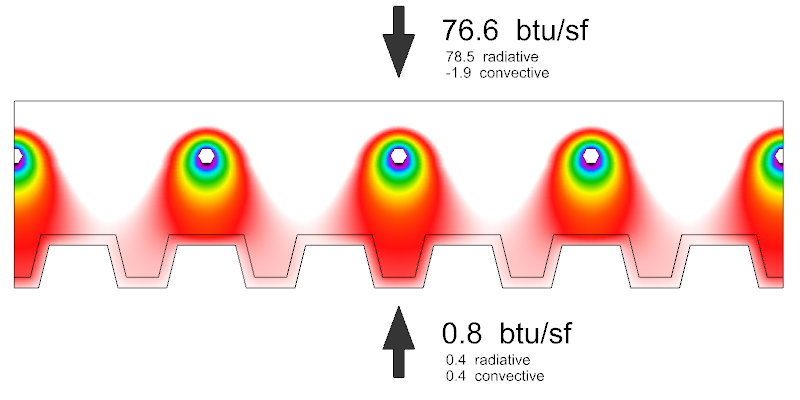 76.6 btu/sf
78.5 radiative
-1.9 convective
0.8 btu/sf
0.4 radiative
0.4 convective